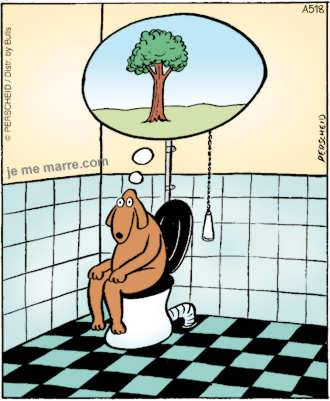 A518
© PERSCHEID / Distr. by Bulls
PERSCHEID
je me marre.com